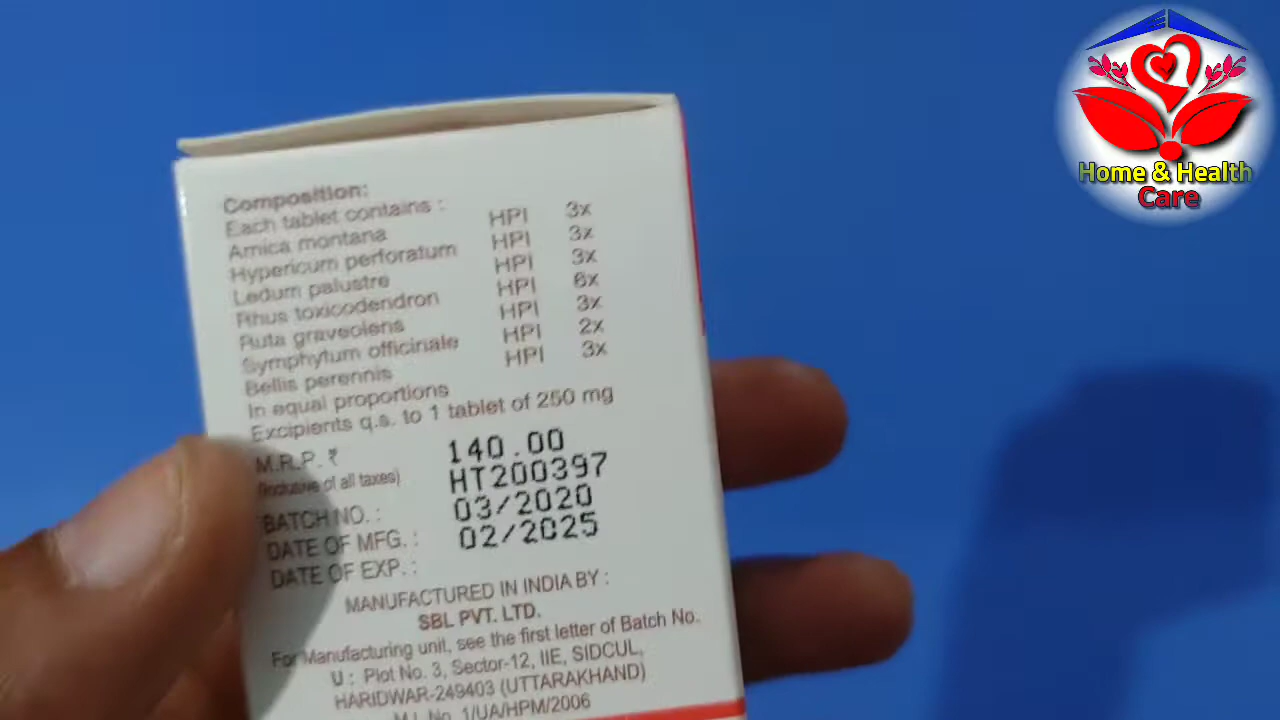 Composition:
Each tablet contains :
Arnica montana HPI 3x
Hypericum perforatum HPI 3x
Ledum palustre HPI 3x
Rhus toxicodendron HPI 6x
Ruta graveolens HPI 3x
Symphytum officinale HPI 2x
Bellis perennis HPI 3x
In equal proportions
Excipients q.s. to 1 tablet of 250 mg
M.R.P. ₹ 140.00
(Inclusive of all taxes)
BATCH NO. : HT200397
DATE OF MFG. : 03/2020
DATE OF EXP. : 02/2025
MANUFACTURED IN INDIA BY :
SBL PVT. LTD.
For Manufacturing unit, see the first letter of Batch No.
U : Plot No. 3, Sector-12, IIE, SIDCUL,
HARIDWAR-249403 (UTTARAKHAND)
M.L. No. 1/UA/HPM/2006
Home & Health
Care